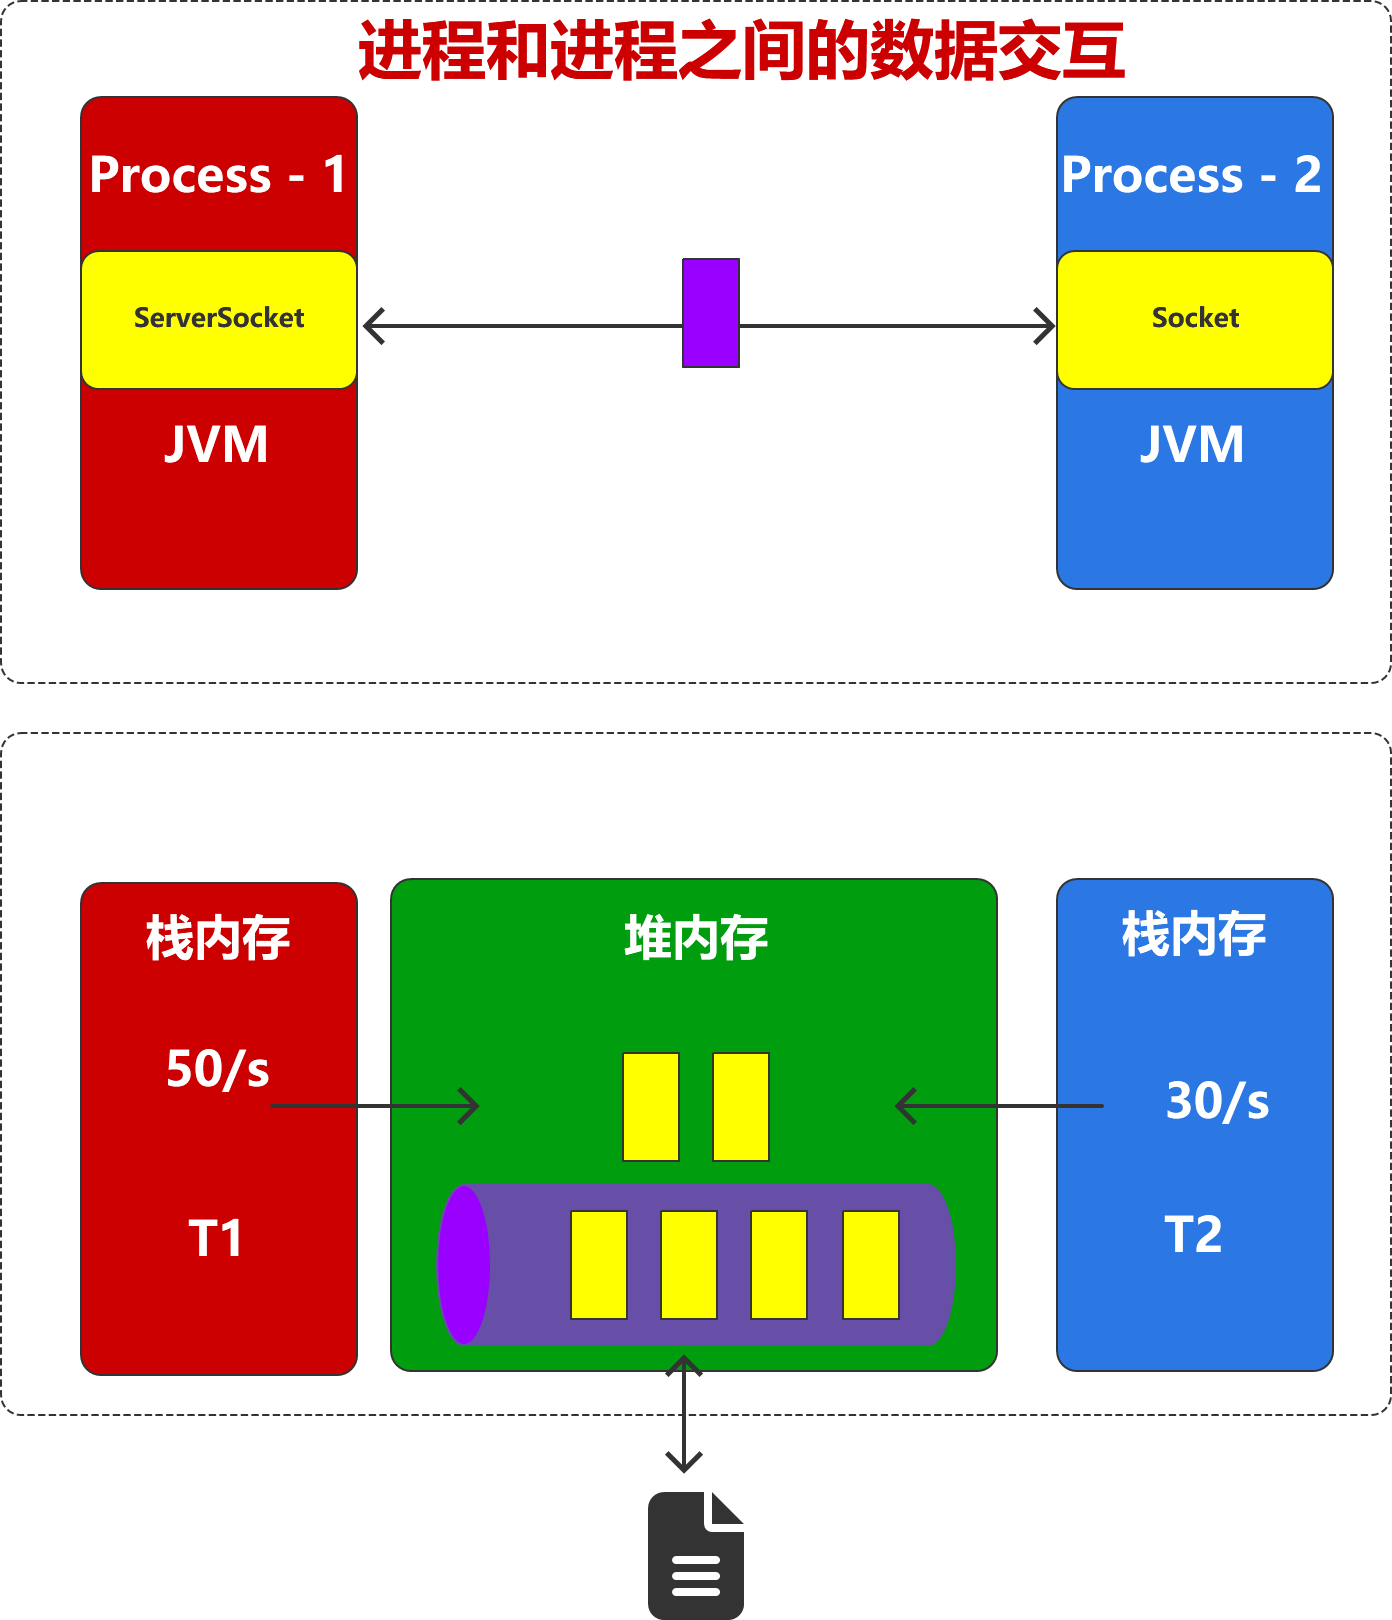 进程和进程之间的数据交互
Process - 1
Process - 2
ServerSocket
Socket
JVM
JVM
栈内存
堆内存
栈内存
50/s
30/s
T1
T2